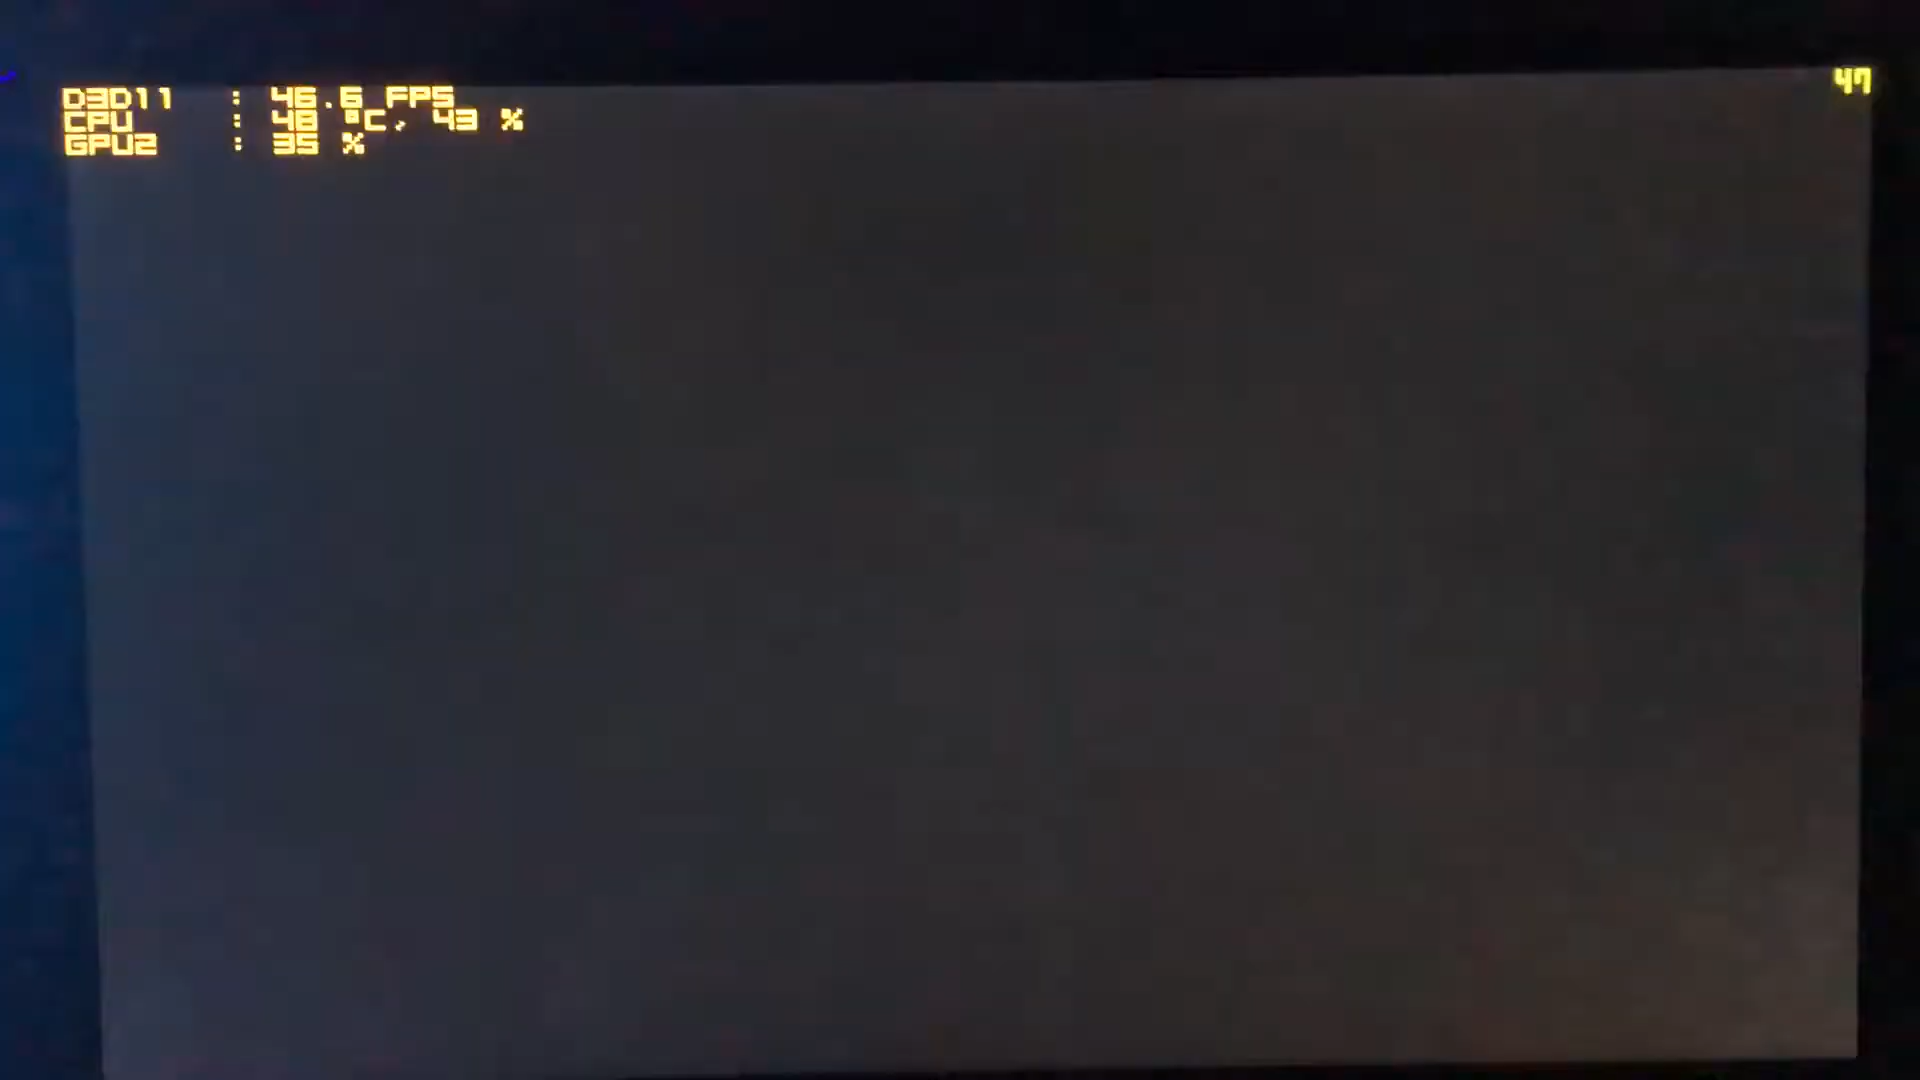 D3D11 : 46.6 FPS
47
CPU : 48 °C, 43 %
GPU2 : 35 %